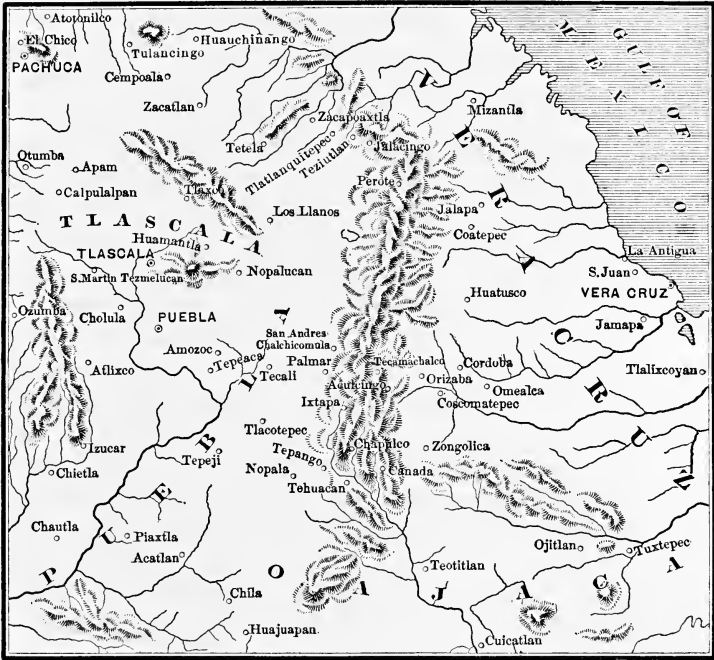 Atotonilco
El Chico
PACHUCA
Tulancingo
Huauchinango
Cempoala
Zacatlan
GULF OF
MEXICO
Mizantla
Zacapoaxtla
Tetela
Tlatlanquitepec
Teziutlan
Jalacingo
Otumba
Apam
Calpulalpan
Tlaxco
Perote
Jalapa
Coatepec
Los Llanos
TLASCALA
Huamantla
TLASCALA
S. Martin Tezmelucan
Nopalucan
La Antigua
S. Juan
VERA CRUZ
Huatusco
Jamapa
Ozumba
Cholula
PUEBLA
San Andres
Chalchicomula
Amozoc
Tepeaca
Palmar
Tecamachalco
Cordoba
Tlalixcoyan
Atlixco
Tecali
Aculcingo
Orizaba
Omealca
Ixtapa
Coscomatepec
Tlacotepec
Chapulco
Zongolica
Izucar
Tepeji
Tepango
Cañada
Chietla
Nopala
Tehuacan
Chautla
Piaxtla
Acatlan
Ojitlan
Tuxtepec
Teotitlan
Chila
Huajuapan
Cuicatlan
VERA CRUZ
PUEBLA
OAJACA